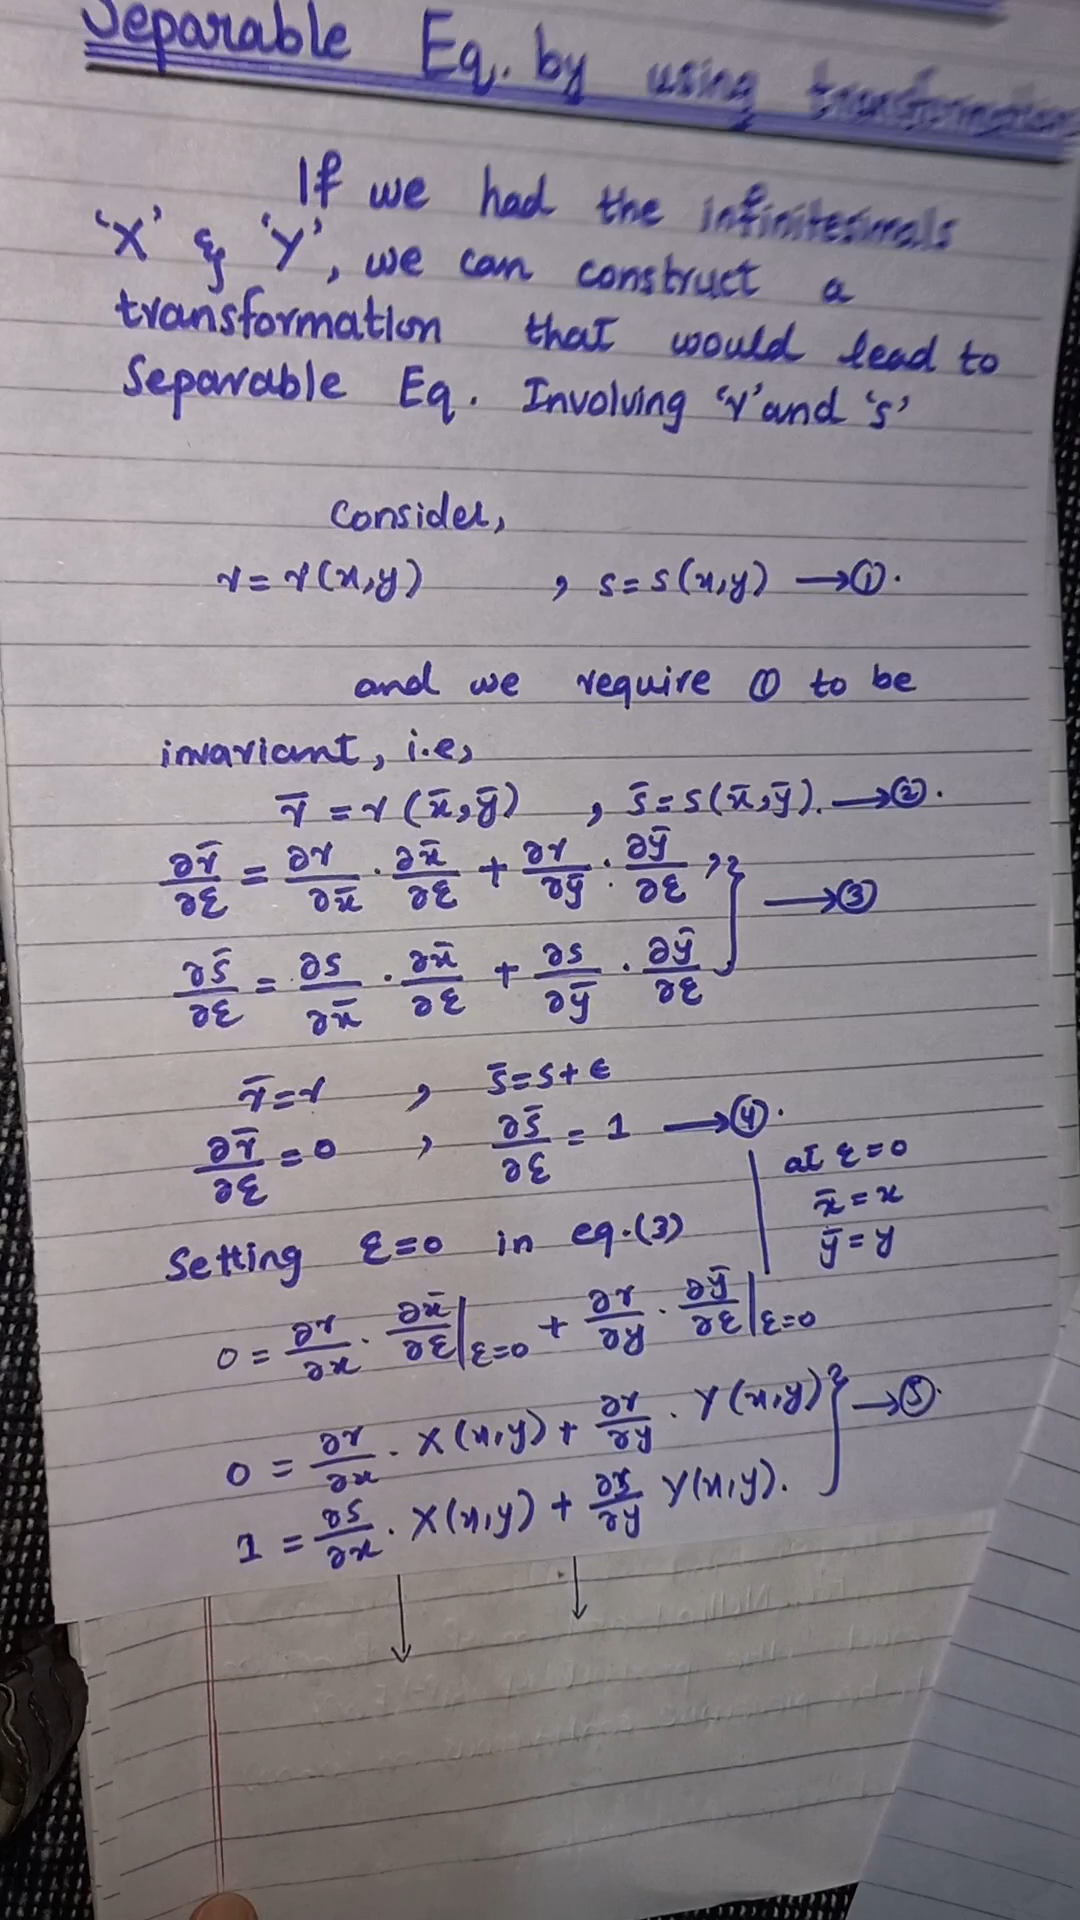 Separable Eq. by using transformation
If we had the infinitesimals
'X' & 'Y', we can construct a
transformation that would lead to
Separable Eq. Involving 'r' and 's'
Consider,
r = r(x,y) , s = s(x,y) → ①.
and we require ① to be
invariant, i.e,
r̄ = r(x̄,ȳ) , s̄ = s(x̄,ȳ). → ②.
∂r̄/∂ε = ∂r/∂x̄ · ∂x̄/∂ε + ∂r/∂ȳ · ∂ȳ/∂ε , } → ③
∂s̄/∂ε = ∂s/∂x̄ · ∂x̄/∂ε + ∂s/∂ȳ · ∂ȳ/∂ε
r̄ = r , s̄ = s + ε
∂r̄/∂ε = 0 , ∂s̄/∂ε = 1 → ④.
at ε = 0
x̄ = x
ȳ = y
Setting ε = 0 in eq.(3)
0 = ∂r/∂x · ∂x̄/∂ε|ε=0 + ∂r/∂y · ∂ȳ/∂ε|ε=0
0 = ∂r/∂x · X(x,y) + ∂r/∂y · Y(x,y) } → ⑤.
1 = ∂s/∂x · X(x,y) + ∂s/∂y Y(x,y).